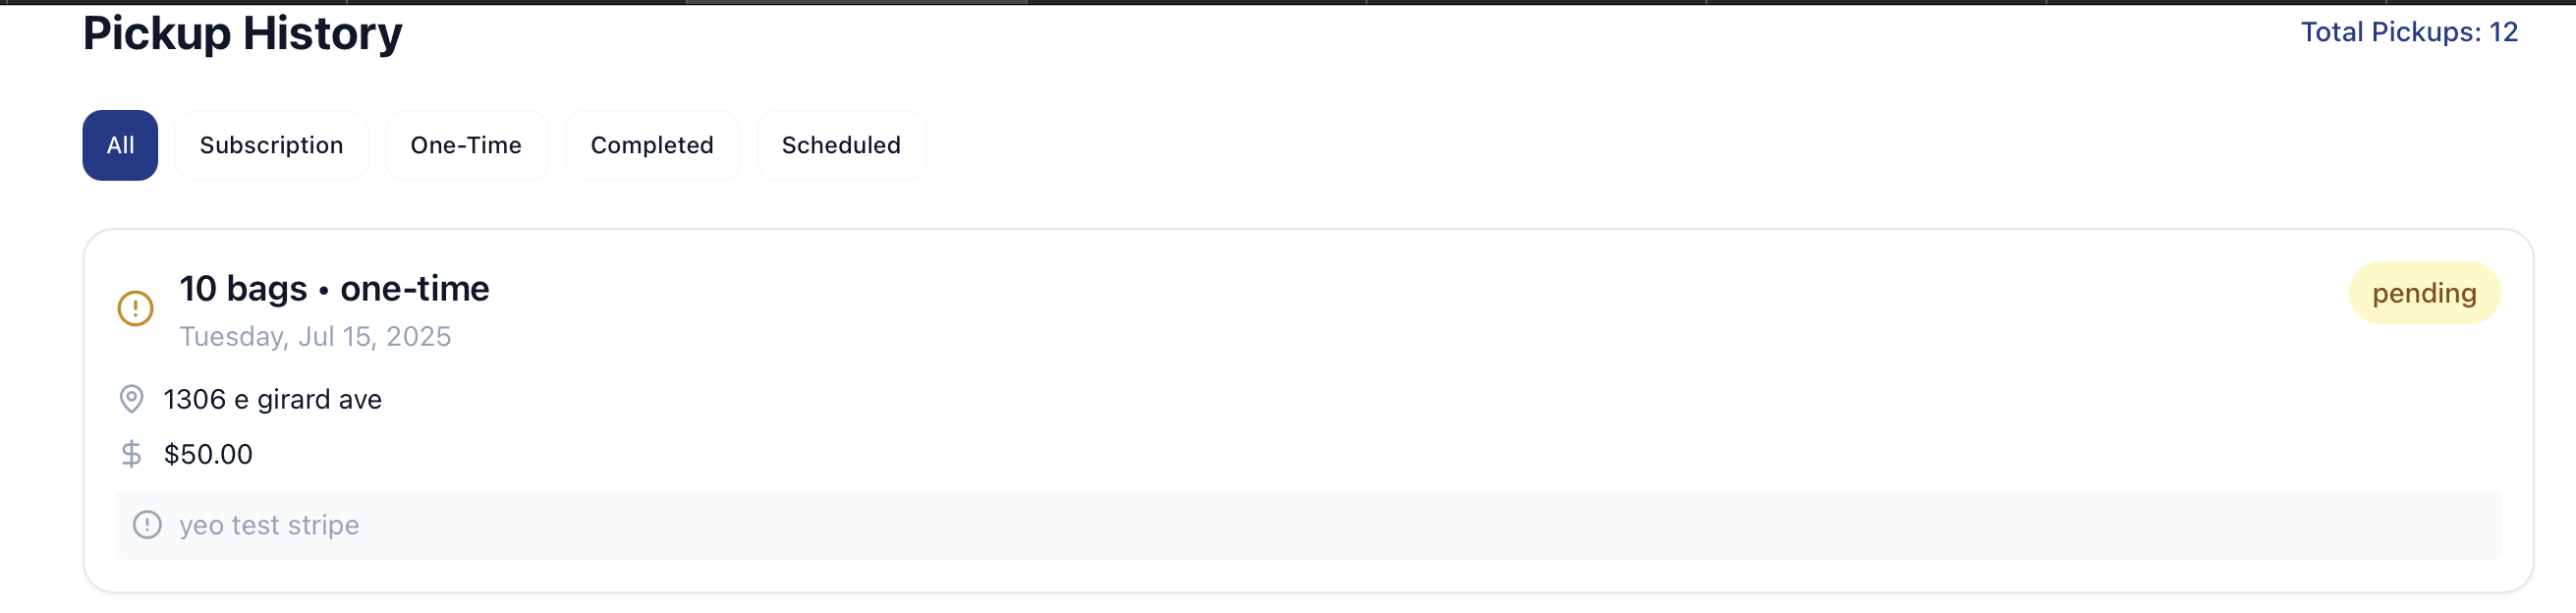 Pickup History
Total Pickups: 12
All
Subscription
One-Time
Completed
Scheduled
10 bags • one-time
pending
Tuesday, Jul 15, 2025
1306 e girard ave
$50.00
yeo test stripe